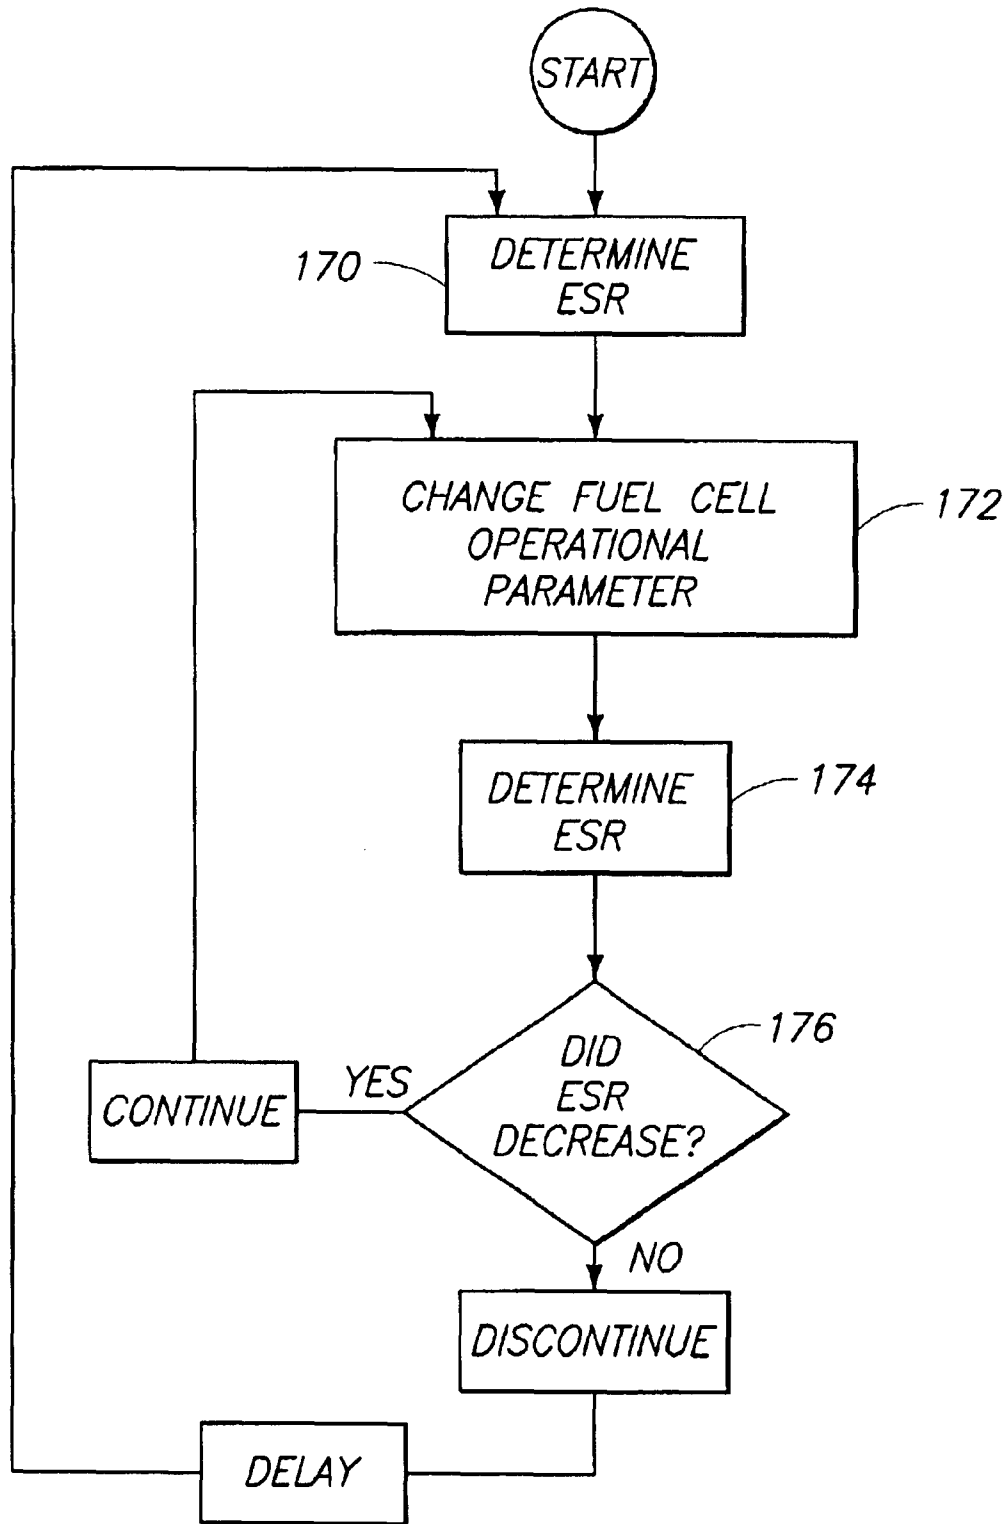 START
DETERMINE
ESR
170
CHANGE FUEL CELL
OPERATIONAL
PARAMETER
172
DETERMINE
ESR
174
DID
ESR
DECREASE?
176
YES
CONTINUE
NO
DISCONTINUE
DELAY